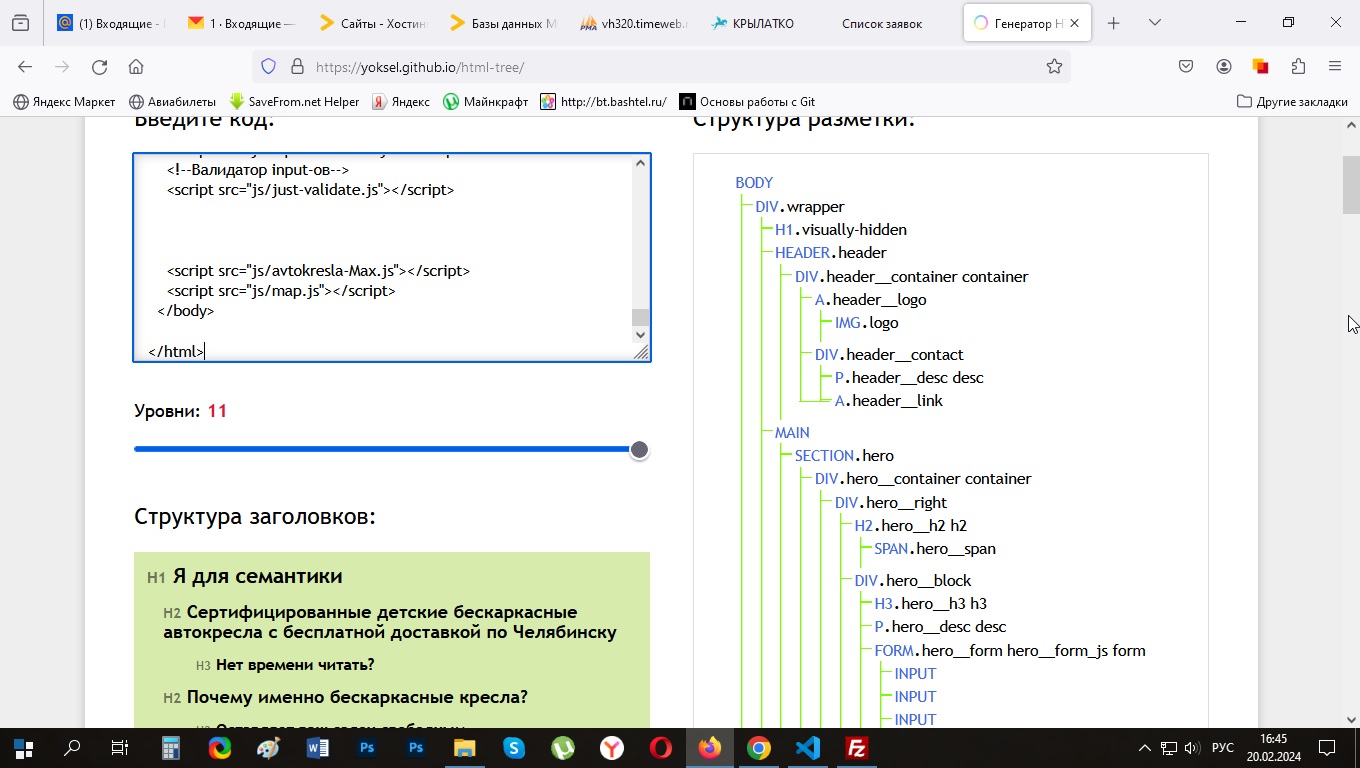 (1) Входящие -
1 · Входящие —
Сайты - Хостин
Базы данных M
vh320.timeweb.r
КРЫЛАТКО
Список заявок
Генератор H
https://yoksel.github.io/html-tree/
Яндекс Маркет
Авиабилеты
SaveFrom.net Helper
Яндекс
Майнкрафт
http://bt.bashtel.ru/
Основы работы с Git
Другие закладки
Введите код:
<!--Валидатор input-ов-->
<script src="js/just-validate.js"></script>
<script src="js/avtokresla-Max.js"></script>
<script src="js/map.js"></script>
</body>
</html>
Уровни: 11
Структура заголовков:
H1 Я для семантики
H2 Сертифицированные детские бескаркасные
автокресла с бесплатной доставкой по Челябинску
H3 Нет времени читать?
H2 Почему именно бескаркасные кресла?
Структура разметки:
BODY
DIV.wrapper
H1.visually-hidden
HEADER.header
DIV.header__container container
A.header__logo
IMG.logo
DIV.header__contact
P.header__desc desc
A.header__link
MAIN
SECTION.hero
DIV.hero__container container
DIV.hero__right
H2.hero__h2 h2
SPAN.hero__span
DIV.hero__block
H3.hero__h3 h3
P.hero__desc desc
FORM.hero__form hero__form_js form
INPUT
INPUT
INPUT
РУС
16:45
20.02.2024